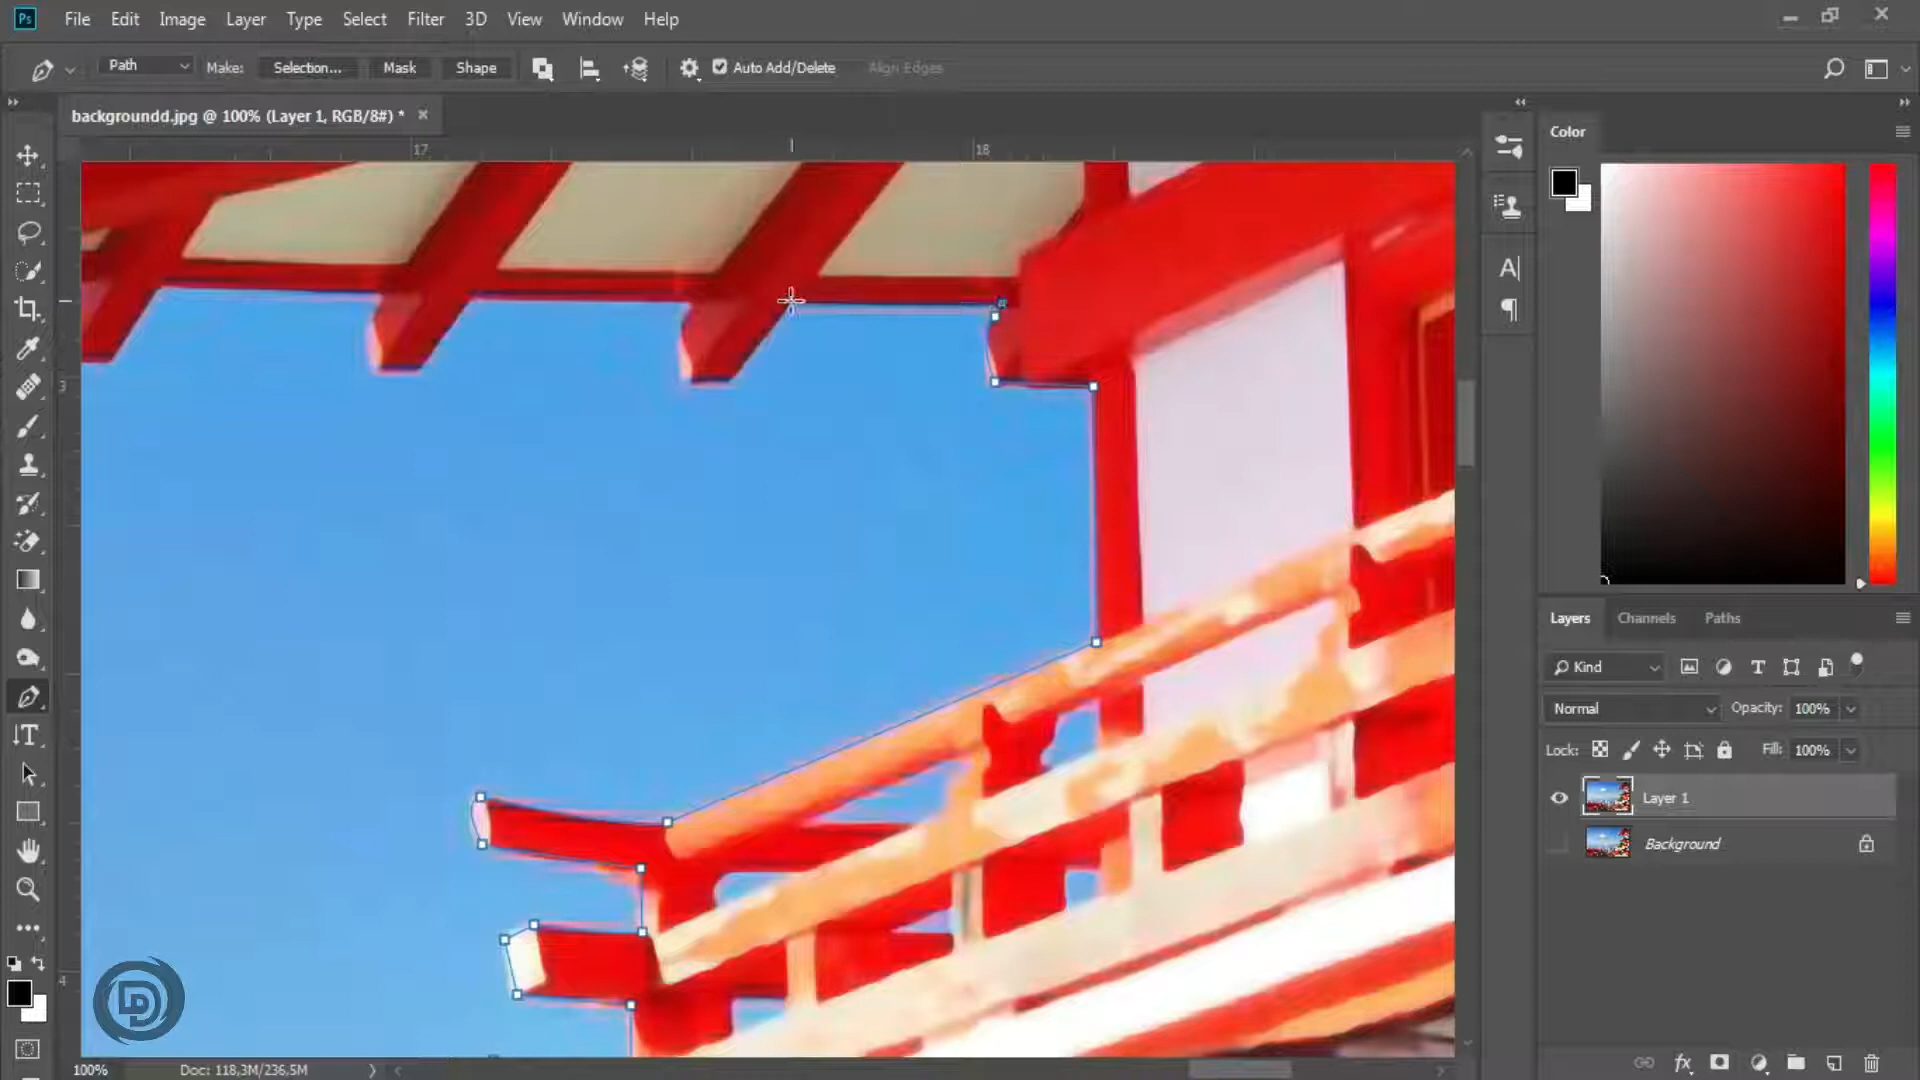 Ps File Edit Image Layer Type Select Filter 3D View Window Help
Path Make: Selection... Mask Shape Auto Add/Delete Align Edges
backgroundd.jpg @ 100% (Layer 1, RGB/8#) * ×
17 18
3
4
Color
Layers Channels Paths
Kind
Normal Opacity: 100%
Lock: Fill: 100%
Layer 1
Background
100% Doc: 118,3M/236,5M